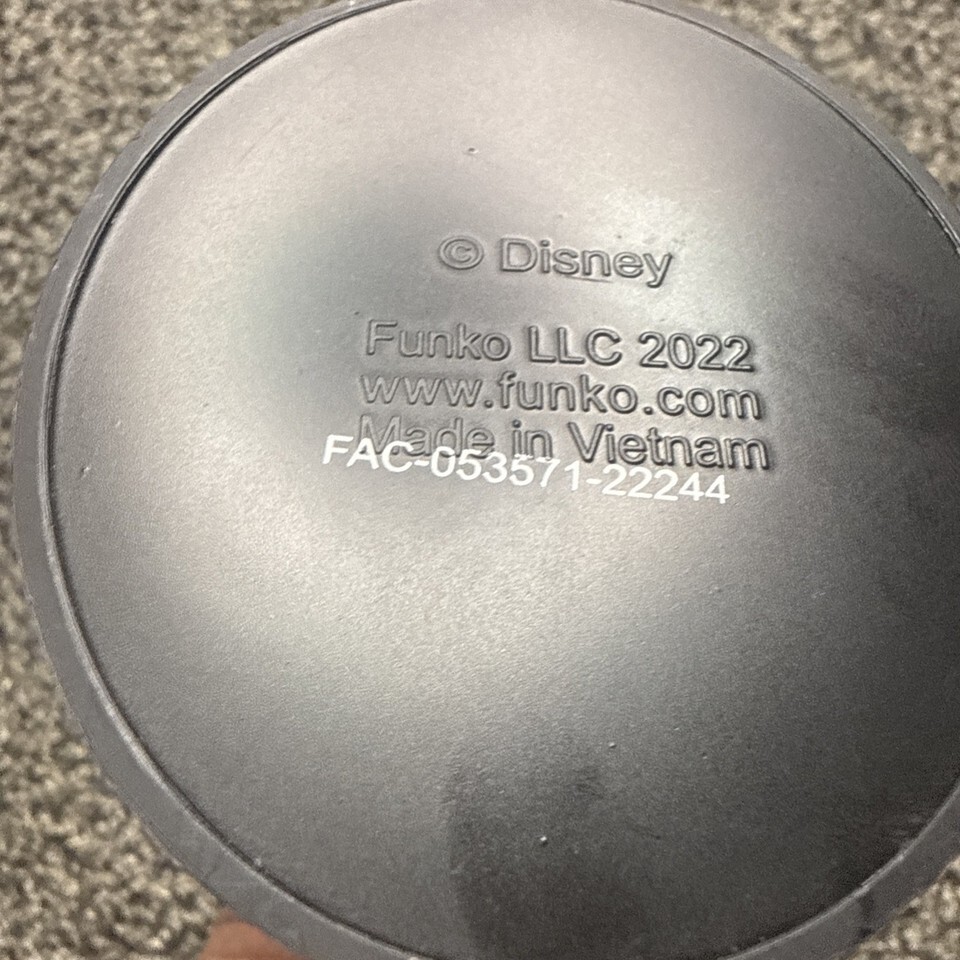 © Disney
Funko LLC 2022
www.funko.com
Made in Vietnam
FAC-053571-22244